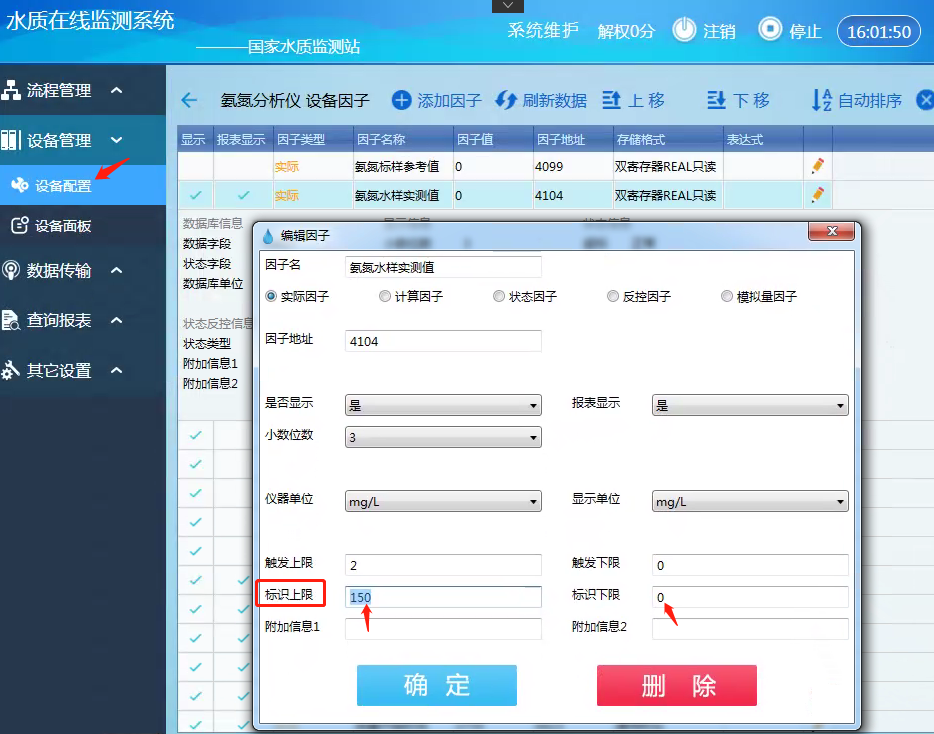 水质在线监测系统
———国家水质监测站
系统维护 解权0分 注销 停止 16:01:50
流程管理
设备管理
设备配置
设备面板
数据传输
查询报表
其它设置
氨氮分析仪 设备因子 添加因子 刷新数据 上 移 下 移 自动排序
显示 报表显示 因子类型 因子名称 因子值 因子地址 存储格式 表达式
实际 氨氮标样参考值 0 4099 双寄存器REAL只读
实际 氨氮水样实测值 0 4104 双寄存器REAL只读
数据库信息
数据字段
状态字段
数据库单位
状态反控信息
状态类型
附加信息1
附加信息2
编辑因子
因子名 氨氮水样实测值
实际因子 计算因子 状态因子 反控因子 模拟量因子
因子地址 4104
是否显示 是 报表显示 是
小数位数 3
仪器单位 mg/L 显示单位 mg/L
触发上限 2 触发下限 0
标识上限 150 标识下限 0
附加信息1 附加信息2
确 定 删 除